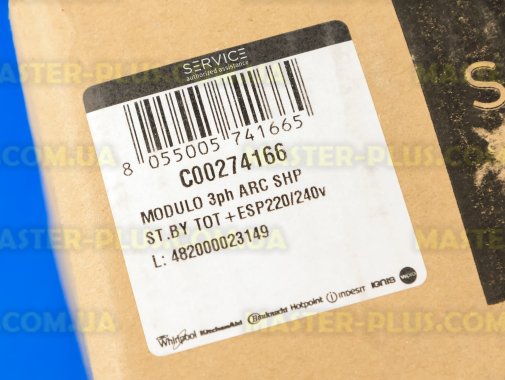 SERVICE
authorized assistance
8 055005 741665
C00274166
MODULO 3ph ARC SHP
ST.BY TOT + ESP220/240v
L: 482000023149
Whirlpool KitchenAid Bauknecht Hotpoint INDESIT IGNIS
S
MASTER-PLUS.COM.UA